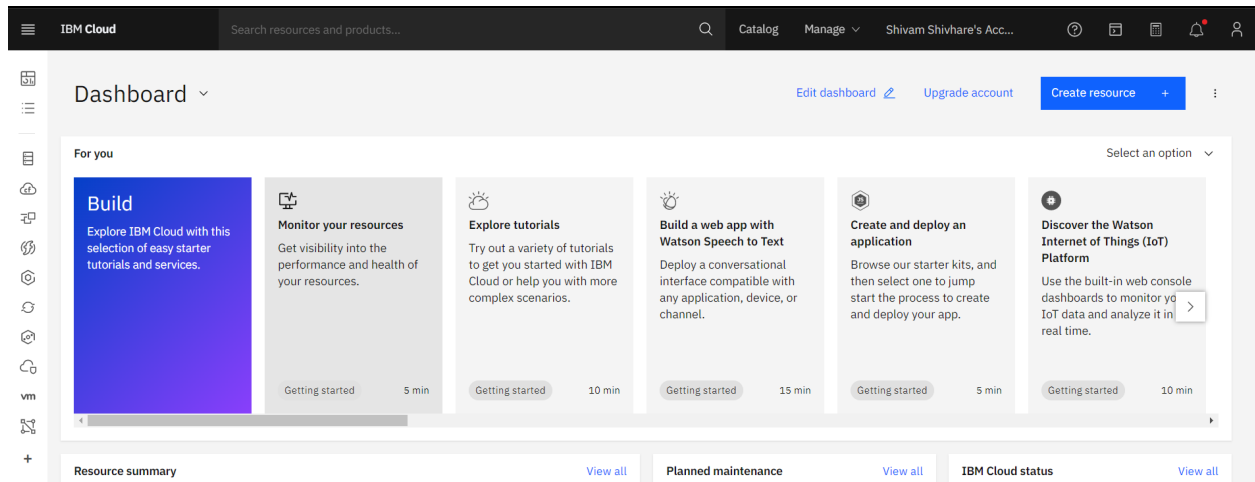 IBM Cloud
Search resources and products...
Catalog
Manage
Shivam Shivhare's Acc...
Dashboard
Edit dashboard
Upgrade account
Create resource +
For you
Select an option
Build
Explore IBM Cloud with this
selection of easy starter
tutorials and services.
Monitor your resources
Get visibility into the
performance and health of
your resources.
Getting started
5 min
Explore tutorials
Try out a variety of tutorials
to get you started with IBM
Cloud or help you with more
complex scenarios.
Getting started
10 min
Build a web app with
Watson Speech to Text
Deploy a conversational
interface compatible with
any application, device, or
channel.
Getting started
15 min
JS
Create and deploy an
application
Browse our starter kits, and
then select one to jump
start the process to create
and deploy your app.
Getting started
5 min
Discover the Watson
Internet of Things (IoT)
Platform
Use the built-in web console
dashboards to monitor yo
IoT data and analyze it in
real time.
Getting started
10 min
cf
vm
+
Resource summary
View all
Planned maintenance
View all
IBM Cloud status
View all